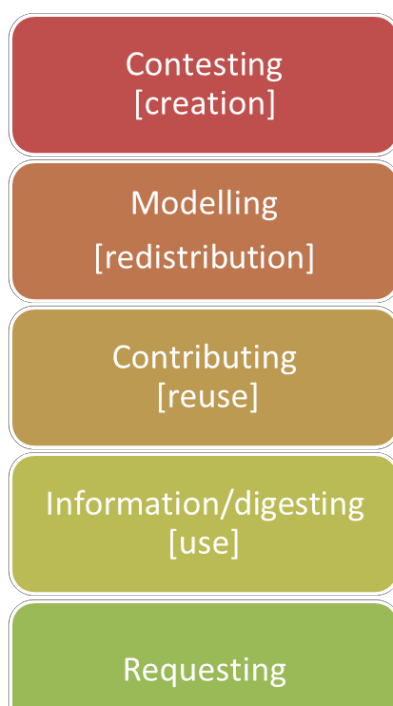 Contesting
[creation]
Modelling
[redistribution]
Contributing
[reuse]
Information/digesting
[use]
Requesting